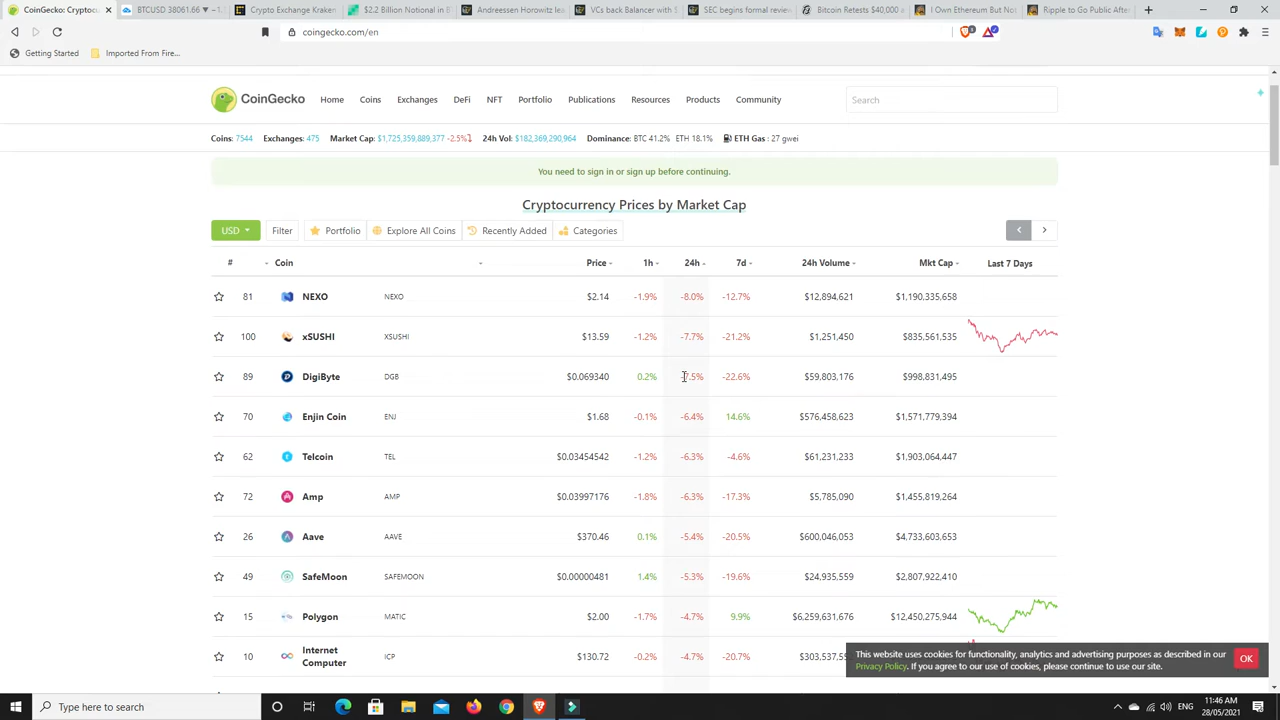 CoinGecko: Cryptocu
BTCUSD 38061.66 ▼
Crypto Exchange Kraken
$2.2 Billion Notional in E
Andreessen Horowitz lea
VCs back Balancer with $
SEC begins formal review
Bitcoin Retests $40,000 a
I Own Ethereum But Not
Ripple to Go Public After
coingecko.com/en
Getting Started
Imported From Fire...
CoinGecko
Home
Coins
Exchanges
DeFi
NFT
Portfolio
Publications
Resources
Products
Community
Search
Coins: 7544 Exchanges: 475 Market Cap: $1,725,359,889,377 -2.5% 24h Vol: $182,369,290,964 Dominance: BTC 41.2% ETH 18.1% ETH Gas: 27 gwei
You need to sign in or sign up before continuing.
Cryptocurrency Prices by Market Cap
USD
Filter
Portfolio
Explore All Coins
Recently Added
Categories
# Coin Price 1h 24h 7d 24h Volume Mkt Cap Last 7 Days
81 NEXO NEXO $2.14 -1.9% -8.0% -12.7% $12,894,621 $1,190,335,658
100 xSUSHI XSUSHI $13.59 -1.2% -7.7% -21.2% $1,251,450 $835,561,535
89 DigiByte DGB $0.069340 0.2% -7.5% -22.6% $59,803,176 $998,831,495
70 Enjin Coin ENJ $1.68 -0.1% -6.4% 14.6% $576,458,623 $1,571,779,394
62 Telcoin TEL $0.03454542 -1.2% -6.3% -4.6% $61,231,233 $1,903,064,447
72 Amp AMP $0.03997176 -1.8% -6.3% -17.3% $5,785,090 $1,455,819,264
26 Aave AAVE $370.46 0.1% -5.4% -20.5% $600,046,053 $4,733,603,653
49 SafeMoon SAFEMOON $0.00000481 1.4% -5.3% -19.6% $24,935,559 $2,807,922,410
15 Polygon MATIC $2.00 -1.7% -4.7% 9.9% $6,259,631,676 $12,450,275,944
10 Internet Computer ICP $130.72 -0.2% -4.7% -20.7% $303,537,55
This website uses cookies for functionality, analytics and advertising purposes as described in our
Privacy Policy. If you agree to our use of cookies, please continue to use our site.
OK
Type here to search
ENG
11:46 AM
28/05/2021